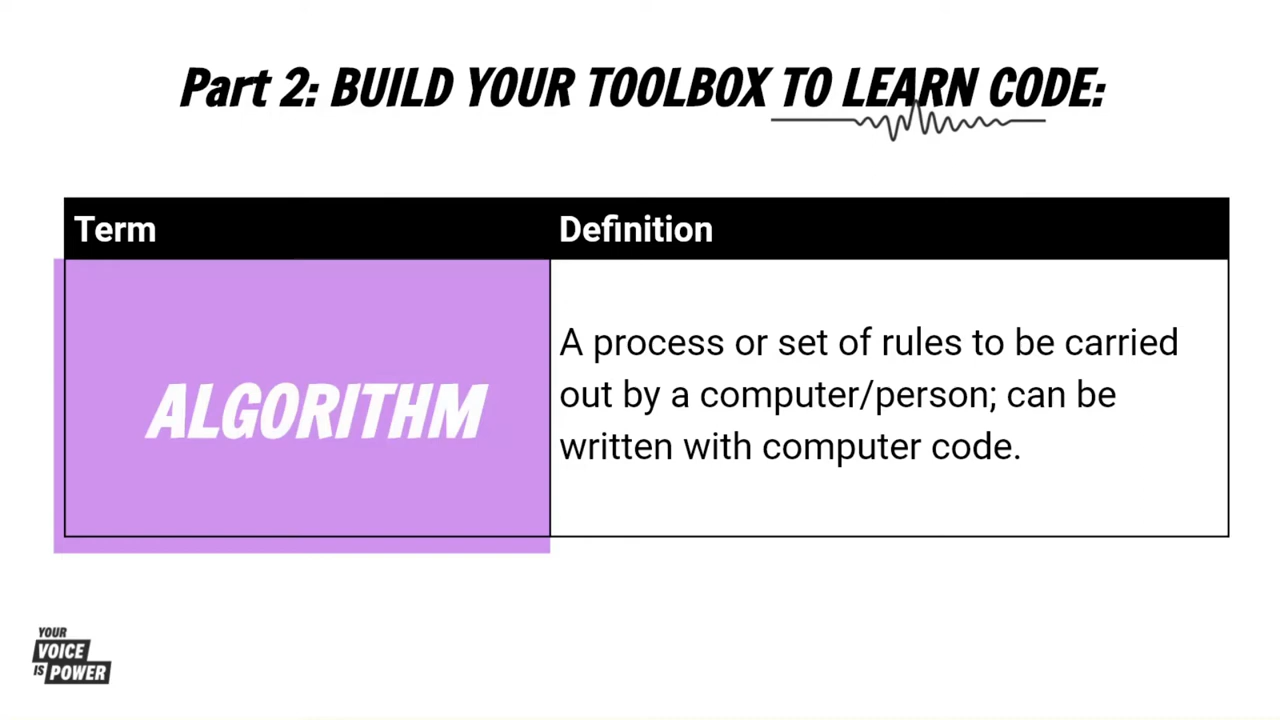 Part 2: BUILD YOUR TOOLBOX TO LEARN CODE:
Term
Definition
ALGORITHM
A process or set of rules to be carried
out by a computer/person; can be
written with computer code.
YOUR
VOICE
IS POWER